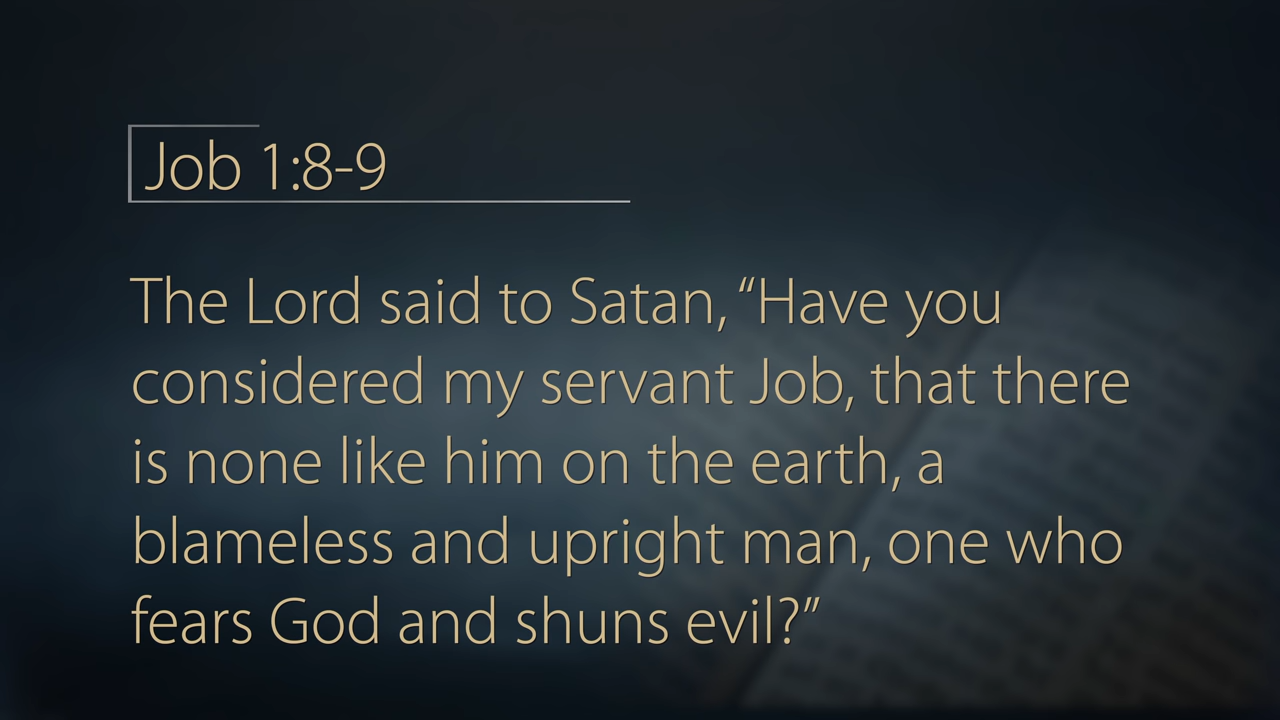 Job 1:8-9
The Lord said to Satan, “Have you
considered my servant Job, that there
is none like him on the earth, a
blameless and upright man, one who
fears God and shuns evil?”